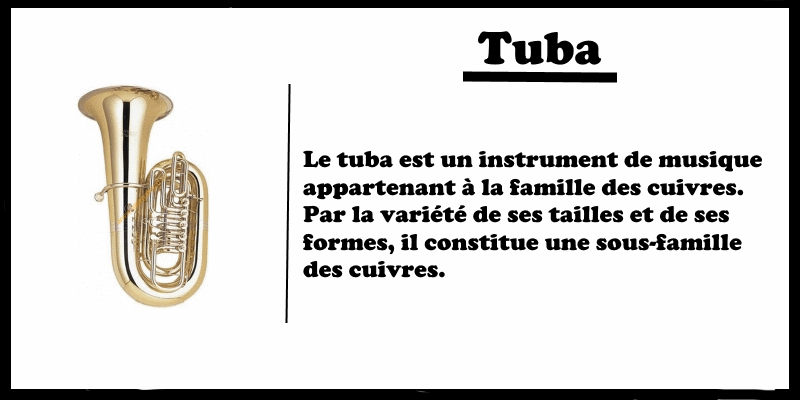 Tuba
Le tuba est un instrument de musique
appartenant à la famille des cuivres.
Par la variété de ses tailles et de ses
formes, il constitue une sous-famille
des cuivres.